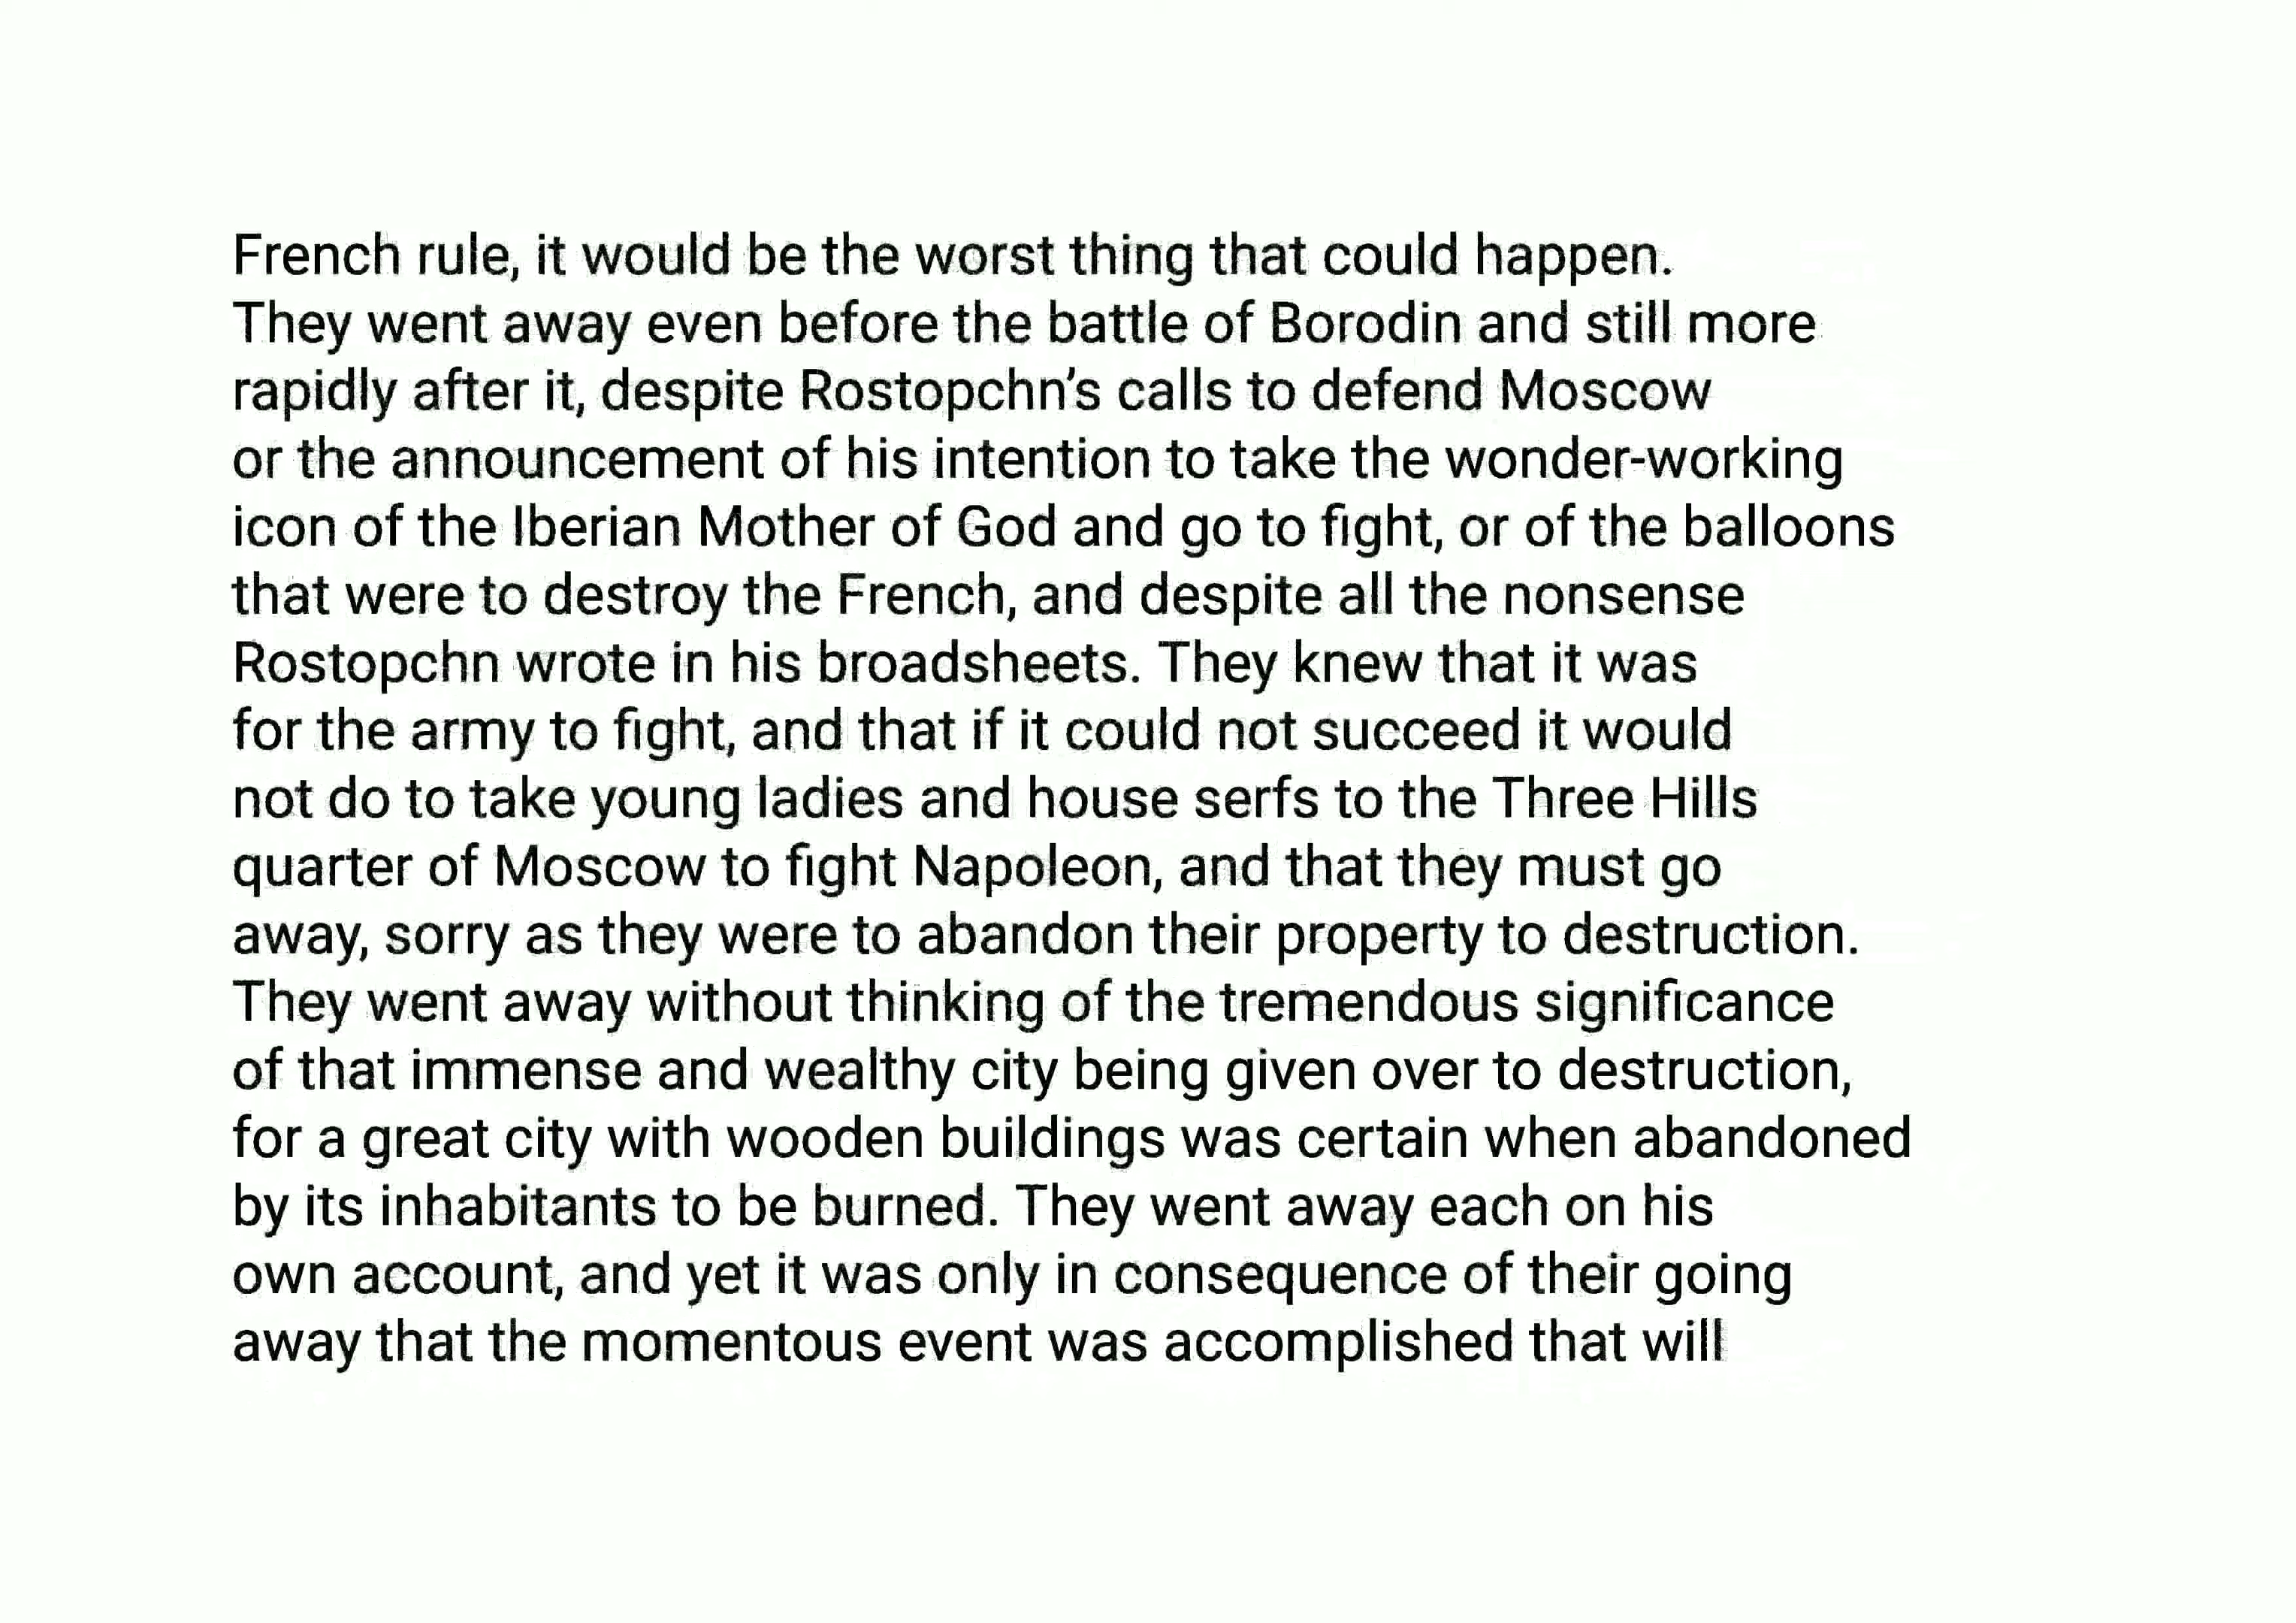 French rule, it would be the worst thing that could happen.
They went away even before the battle of Borodin and still more
rapidly after it, despite Rostopchn’s calls to defend Moscow
or the announcement of his intention to take the wonder-working
icon of the Iberian Mother of God and go to fight, or of the balloons
that were to destroy the French, and despite all the nonsense
Rostopchn wrote in his broadsheets. They knew that it was
for the army to fight, and that if it could not succeed it would
not do to take young ladies and house serfs to the Three Hills
quarter of Moscow to fight Napoleon, and that they must go
away, sorry as they were to abandon their property to destruction.
They went away without thinking of the tremendous significance
of that immense and wealthy city being given over to destruction,
for a great city with wooden buildings was certain when abandoned
by its inhabitants to be burned. They went away each on his
own account, and yet it was only in consequence of their going
away that the momentous event was accomplished that will